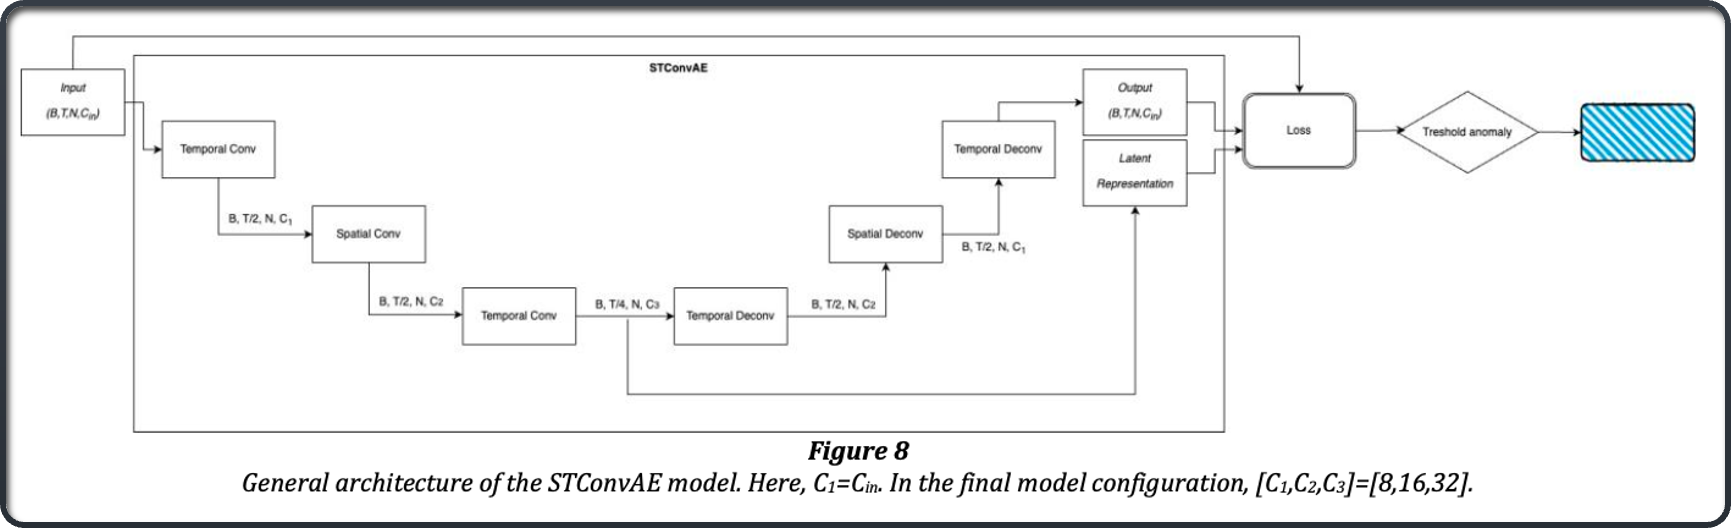 STConvAE
Input
(B,T,N,Cin)
Temporal Conv
B, T/2, N, C1
Spatial Conv
B, T/2, N, C2
Temporal Conv
B, T/4, N, C3
Temporal Deconv
B, T/2, N, C2
Spatial Deconv
B, T/2, N, C1
Temporal Deconv
Output
(B,T,N,Cin)
Latent
Representation
Loss
Treshold anomaly
Figure 8
General architecture of the STConvAE model. Here, C1=Cin. In the final model configuration, [C1,C2,C3]=[8,16,32].